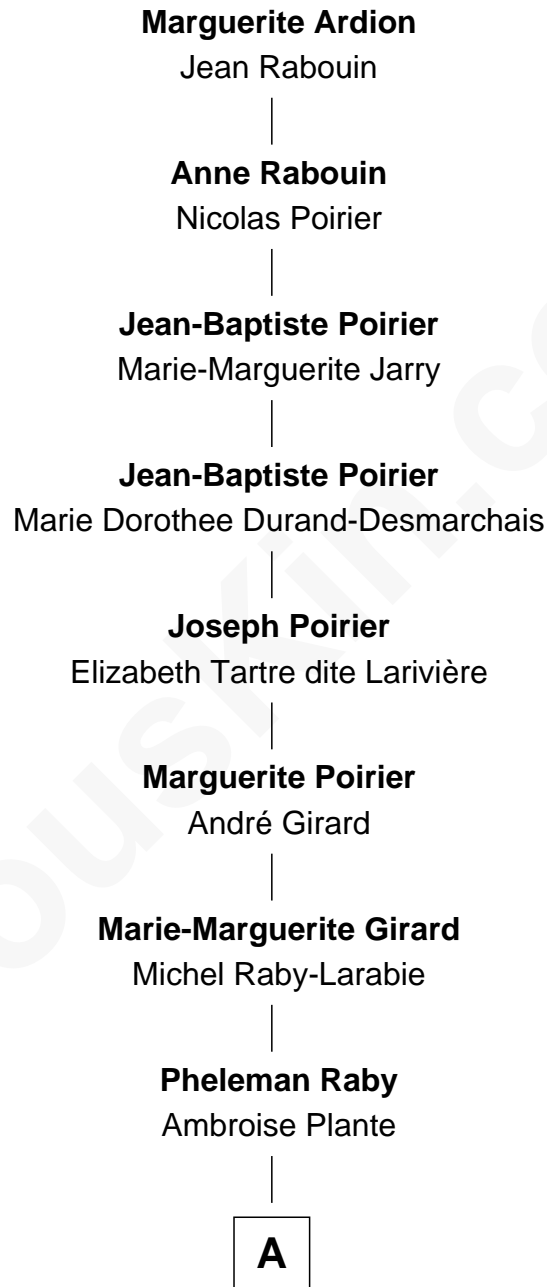 Marguerite Ardion
Jean Rabouin
Anne Rabouin
Nicolas Poirier
Jean-Baptiste Poirier
Marie-Marguerite Jarry
Jean-Baptiste Poirier
Marie Dorothee Durand-Desmarchais
Joseph Poirier
Elizabeth Tartre dite Larivière
Marguerite Poirier
André Girard
Marie-Marguerite Girard
Michel Raby-Larabie
Pheleman Raby
Ambroise Plante
A